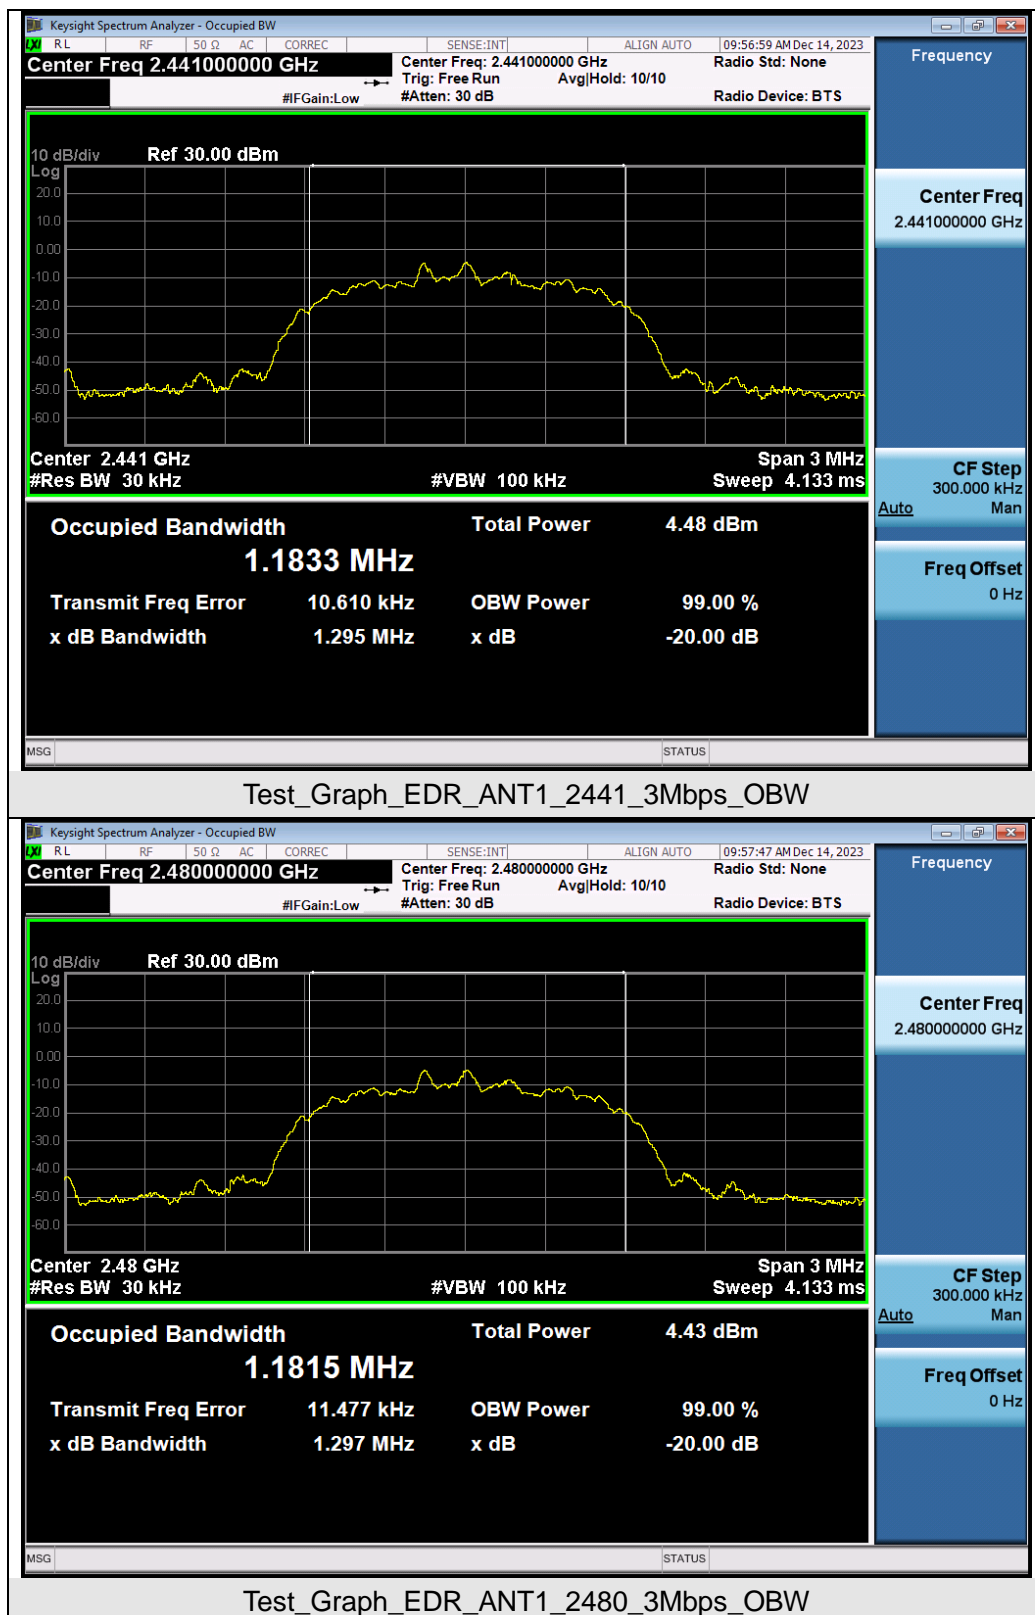 Keysight Spectrum Analyzer - Occupied BW
LXI RL RF 50 Ω AC CORREC SENSE:INT ALIGN AUTO 09:56:59 AM Dec 14, 2023
Center Freq 2.441000000 GHz
Center Freq: 2.441000000 GHz
Radio Std: None
Trig: Free Run Avg|Hold: 10/10
#IFGain:Low
#Atten: 30 dB
Radio Device: BTS
Frequency
10 dB/div Ref 30.00 dBm
Log
20.0
10.0
0.00
-10.0
-20.0
-30.0
-40.0
-50.0
-60.0
Center 2.441 GHz Span 3 MHz
#Res BW 30 kHz #VBW 100 kHz Sweep 4.133 ms
Center Freq
2.441000000 GHz
CF Step
300.000 kHz
Auto Man
Freq Offset
0 Hz
Occupied Bandwidth Total Power 4.48 dBm
1.1833 MHz
Transmit Freq Error 10.610 kHz OBW Power 99.00 %
x dB Bandwidth 1.295 MHz x dB -20.00 dB
MSG STATUS
Test_Graph_EDR_ANT1_2441_3Mbps_OBW
Keysight Spectrum Analyzer - Occupied BW
LXI RL RF 50 Ω AC CORREC SENSE:INT ALIGN AUTO 09:57:47 AM Dec 14, 2023
Center Freq 2.480000000 GHz
Center Freq: 2.480000000 GHz
Radio Std: None
Trig: Free Run Avg|Hold: 10/10
#IFGain:Low
#Atten: 30 dB
Radio Device: BTS
Frequency
10 dB/div Ref 30.00 dBm
Log
20.0
10.0
0.00
-10.0
-20.0
-30.0
-40.0
-50.0
-60.0
Center 2.48 GHz Span 3 MHz
#Res BW 30 kHz #VBW 100 kHz Sweep 4.133 ms
Center Freq
2.480000000 GHz
CF Step
300.000 kHz
Auto Man
Freq Offset
0 Hz
Occupied Bandwidth Total Power 4.43 dBm
1.1815 MHz
Transmit Freq Error 11.477 kHz OBW Power 99.00 %
x dB Bandwidth 1.297 MHz x dB -20.00 dB
MSG STATUS
Test_Graph_EDR_ANT1_2480_3Mbps_OBW